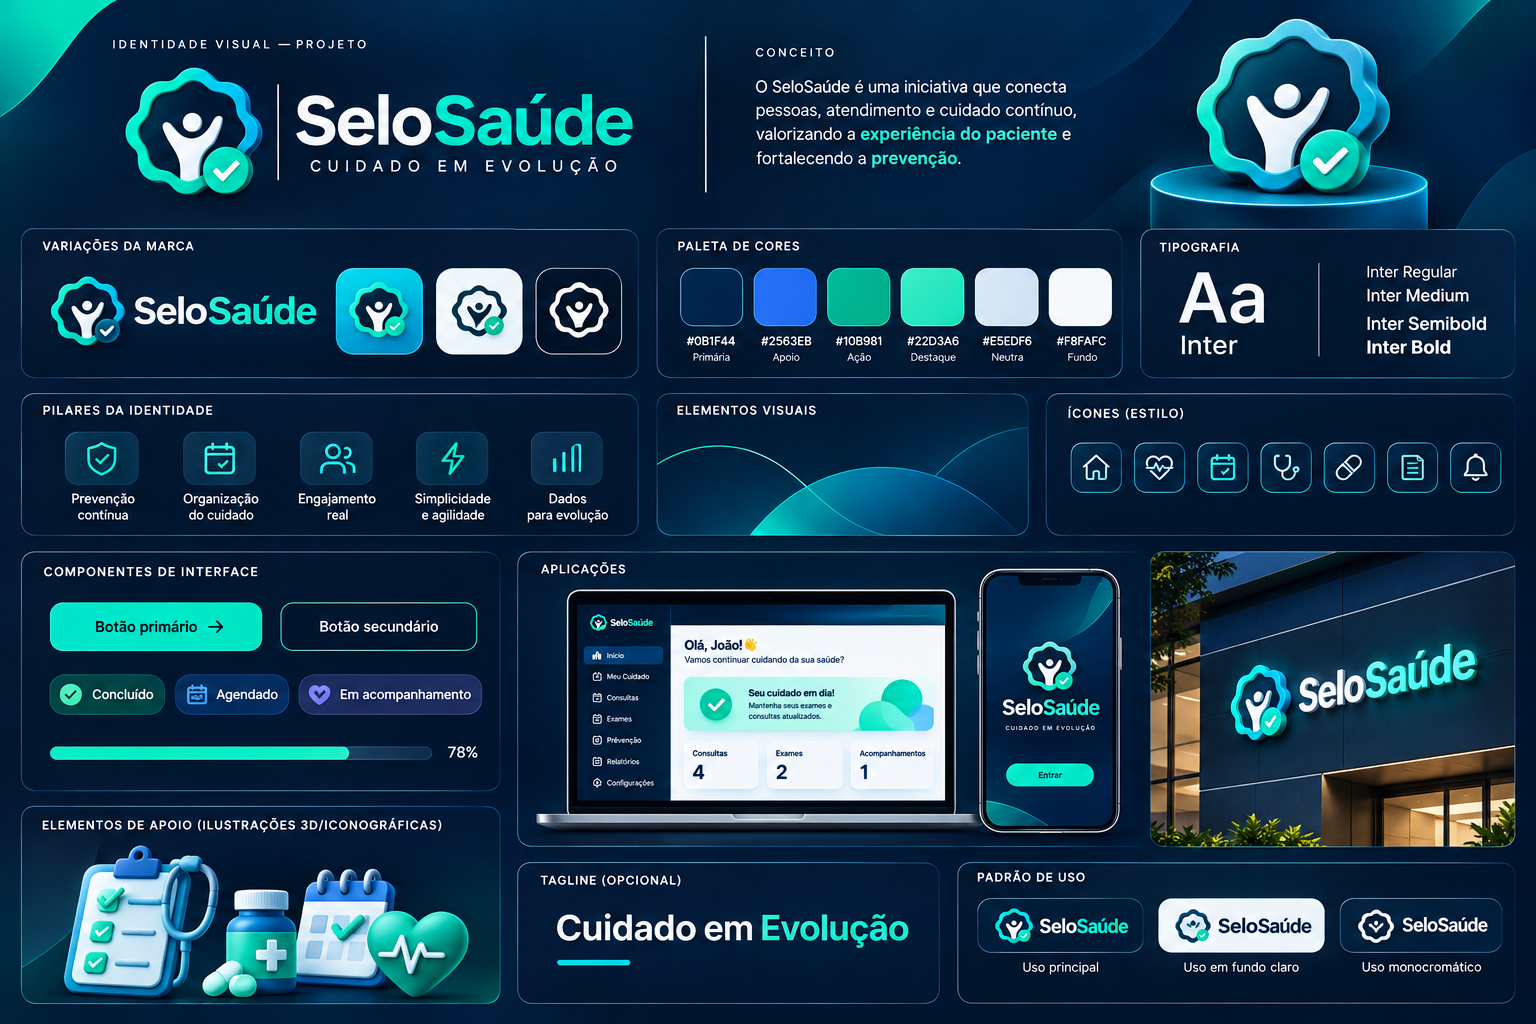 IDENTIDADE VISUAL — PROJETO
SeloSaúde
CUIDADO EM EVOLUÇÃO
CONCEITO
O SeloSaúde é uma iniciativa que conecta
pessoas, atendimento e cuidado contínuo,
valorizando a experiência do paciente e
fortalecendo a prevenção.
VARIAÇÕES DA MARCA
SeloSaúde
PALETA DE CORES
#0B1F44
#2563EB
#10B981
#22D3A6
#E5EDF6
#F8FAFC
Primária
Apoio
Ação
Destaque
Neutra
Fundo
TIPOGRAFIA
Aa
Inter
Inter Regular
Inter Medium
Inter Semibold
Inter Bold
PILARES DA IDENTIDADE
Prevenção
contínua
Organização
do cuidado
Engajamento
real
Simplicidade
e agilidade
Dados
para evolução
ELEMENTOS VISUAIS
ÍCONES (ESTILO)
COMPONENTES DE INTERFACE
Botão primário →
Botão secundário
Concluído
Agendado
Em acompanhamento
78%
APLICAÇÕES
SeloSaúde
Início
Meu Cuidado
Consultas
Exames
Prevenção
Relatórios
Configurações
Olá, João! 👋
Vamos continuar cuidando da sua saúde?
Seu cuidado em dia!
Mantenha seus exames e
consultas atualizados.
Consultas
4
Exames
2
Acompanhamentos
1
SeloSaúde
CUIDADO EM EVOLUÇÃO
Entrar
SeloSaúde
ELEMENTOS DE APOIO (ILUSTRAÇÕES 3D/ICONOGRÁFICAS)
TAGLINE (OPCIONAL)
Cuidado em Evolução
PADRÃO DE USO
SeloSaúde
Uso principal
SeloSaúde
Uso em fundo claro
SeloSaúde
Uso monocromático